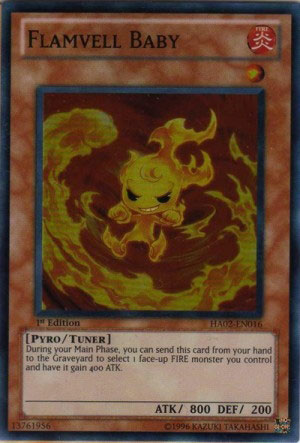 FLAMVELL BABY
FIRE
炎
1st Edition
HA02-EN016
[PYRO/TUNER]
During your Main Phase, you can send this card from your hand
to the Graveyard to select 1 face-up FIRE monster you control
and have it gain 400 ATK.
ATK/ 800 DEF/ 200
13761956
©1996 KAZUKI TAKAHASHI